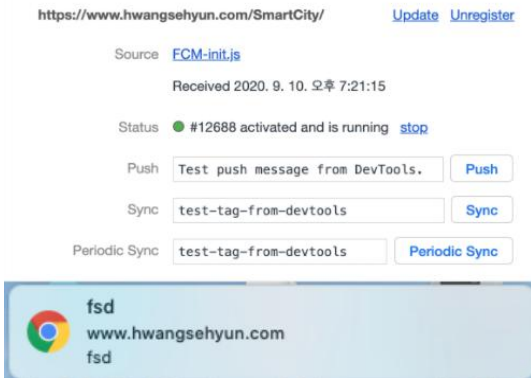 https://www.hwangsehyun.com/SmartCity/ Update Unregister
Source FCM-init.js
Received 2020. 9. 10. 오후 7:21:15
Status #12688 activated and is running stop
Push Test push message from DevTools. Push
Sync test-tag-from-devtools Sync
Periodic Sync test-tag-from-devtools Periodic Sync
fsd
www.hwangsehyun.com
fsd